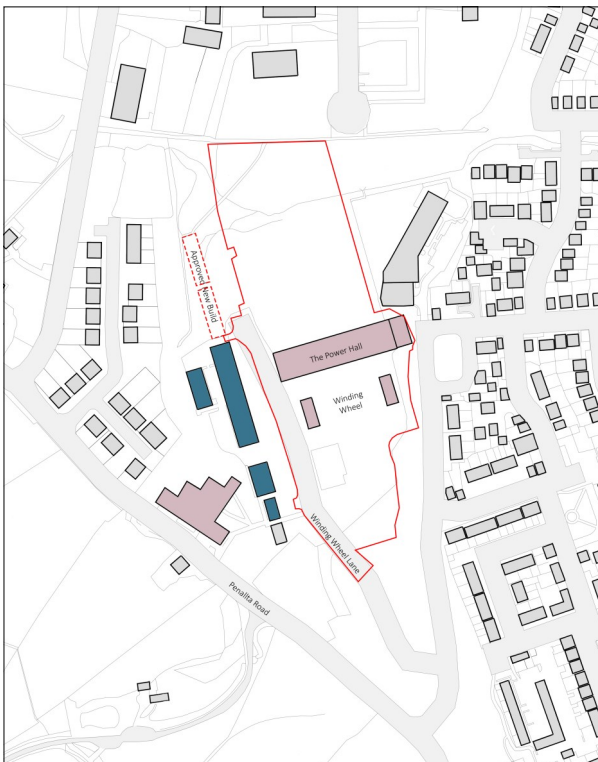 Approved New Build
The Power Hall
Winding
Wheel
Winding Wheel Lane
Penallta Road